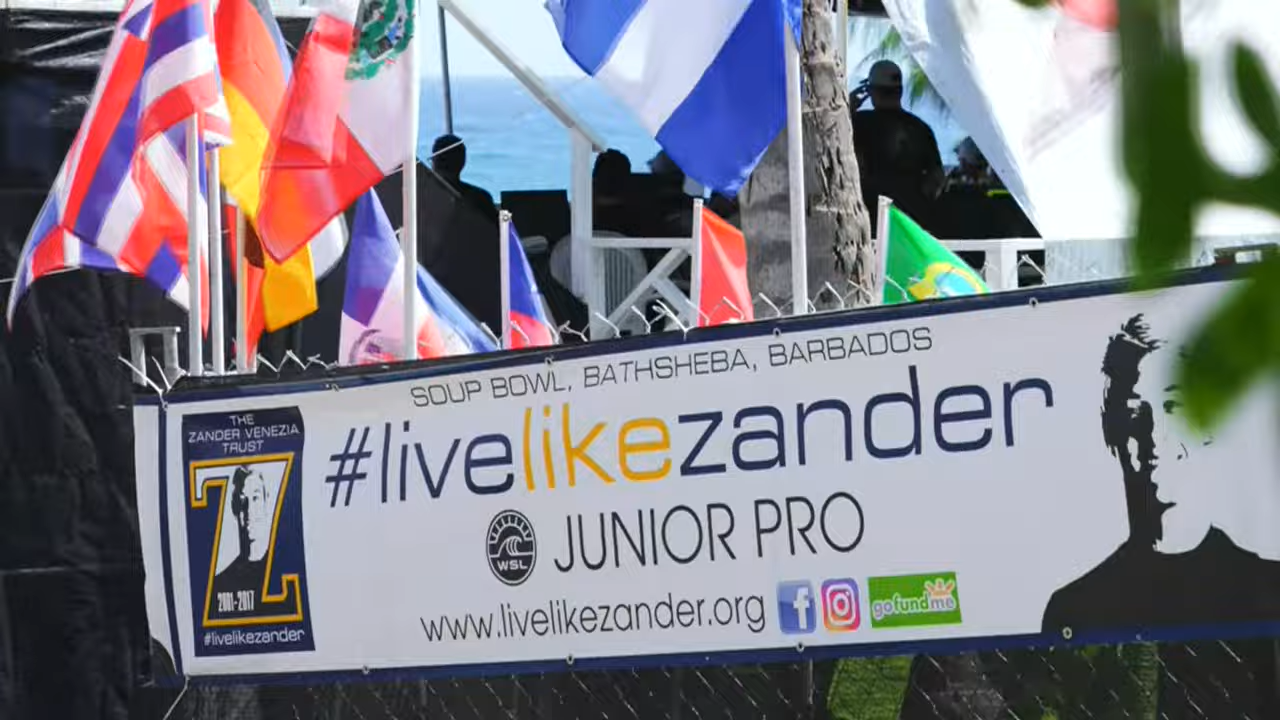 SOUP BOWL, BATHSHEBA, BARBADOS
THE
ZANDER VENEZIA
TRUST
Z
2001-2017
#livelikezander
#livelikezander
WSL
JUNIOR PRO
www.livelikezander.org
f
gofundme